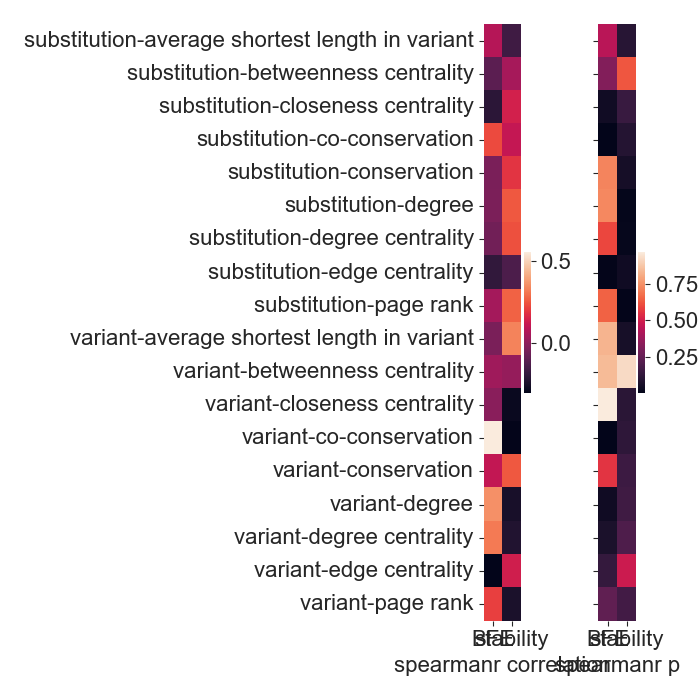 substitution-average shortest length in variant
substitution-betweenness centrality
substitution-closeness centrality
substitution-co-conservation
substitution-conservation
substitution-degree
substitution-degree centrality
substitution-edge centrality
substitution-page rank
variant-average shortest length in variant
variant-betweenness centrality
variant-closeness centrality
variant-co-conservation
variant-conservation
variant-degree
variant-degree centrality
variant-edge centrality
variant-page rank
0.5
0.0
0.75
0.50
0.25
BFE
stability
BFE
stability
spearmanr correlation
spearmanr p